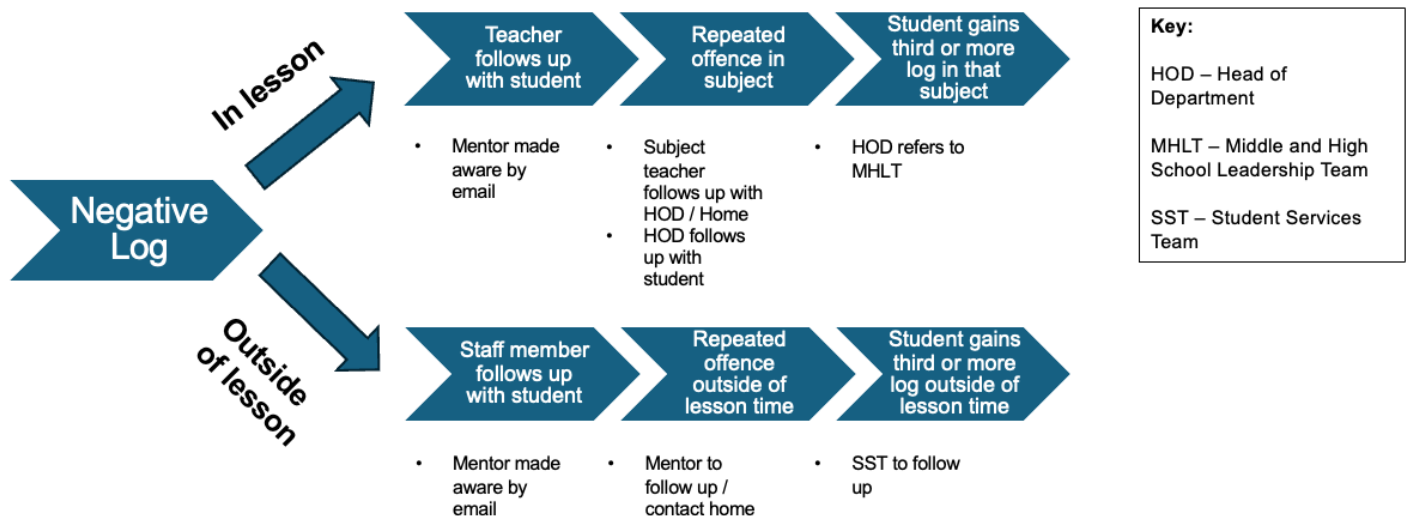 Negative
Log
In lesson
Teacher
follows up
with student
Repeated
offence in
subject
Student gains
third or more
log in that
subject
• Mentor made
aware by
email
• Subject
teacher
follows up with
HOD / Home
• HOD follows
up with
student
• HOD refers to
MHLT
Outside
of lesson
Staff member
follows up
with student
Repeated
offence
outside of
lesson time
Student gains
third or more
log outside of
lesson time
• Mentor made
aware by
email
• Mentor to
follow up /
contact home
• SST to follow
up
Key:
HOD – Head of
Department
MHLT – Middle and High
School Leadership Team
SST – Student Services
Team